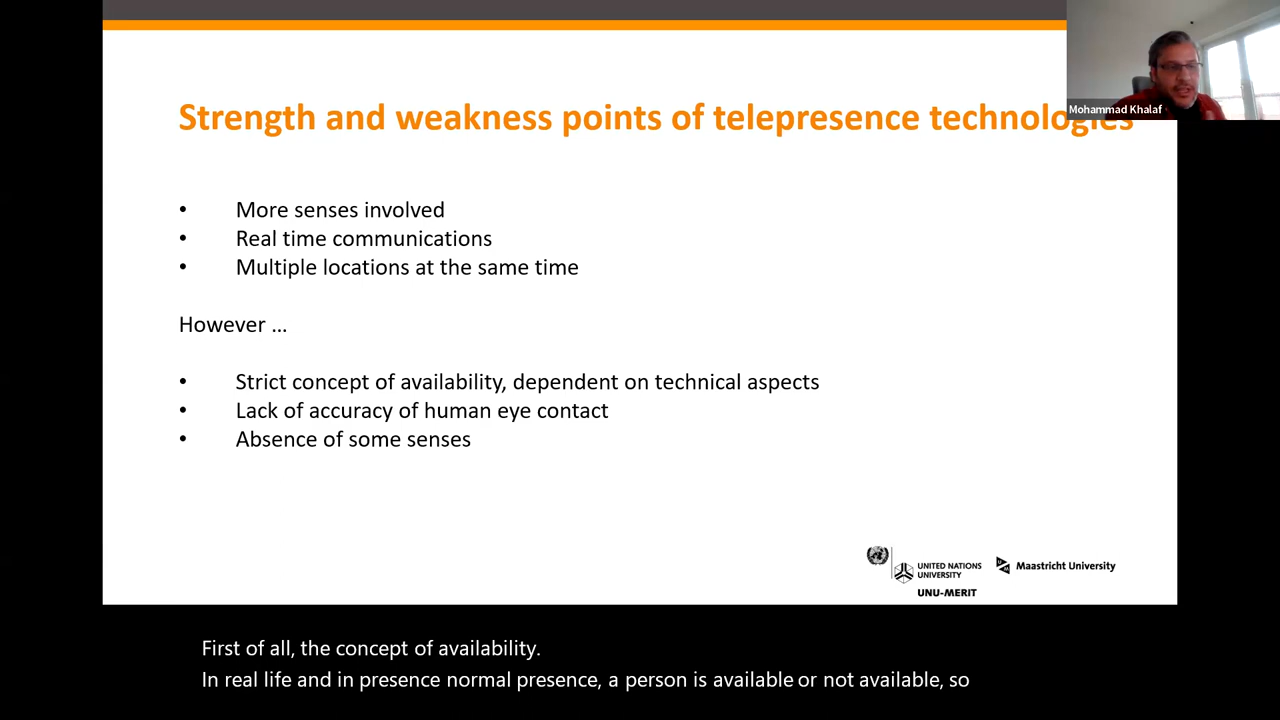 Mohammad Khalaf
Strength and weakness points of telepresence technologies
• More senses involved
• Real time communications
• Multiple locations at the same time
However ...
• Strict concept of availability, dependent on technical aspects
• Lack of accuracy of human eye contact
• Absence of some senses
UNITED NATIONS
UNIVERSITY
UNU-MERIT
Maastricht University
First of all, the concept of availability.
In real life and in presence normal presence, a person is available or not available, so